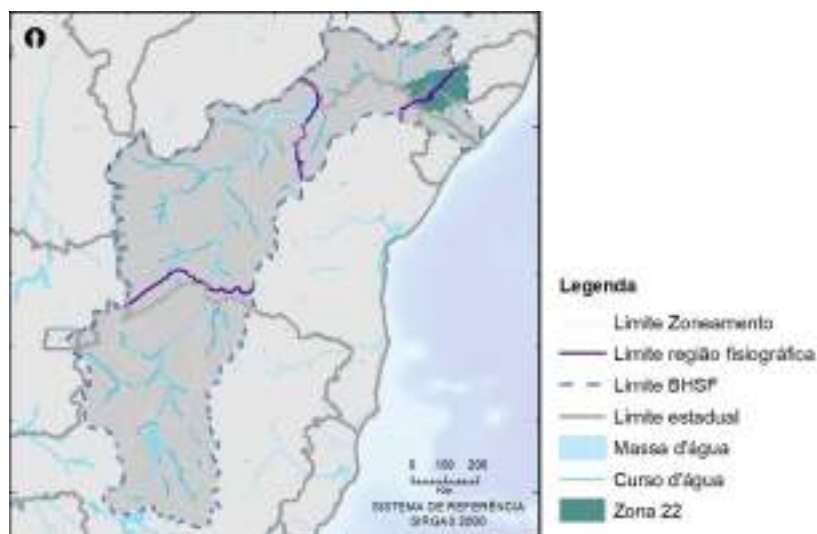 Legenda
Limite Zoneamento
Limite região fisiográfica
Limite BHSF
Limite estadual
Massa d'água
Curso d'água
Zona 22
0 100 200
Km
SISTEMA DE REFERÊNCIA
SIRGAS 2000